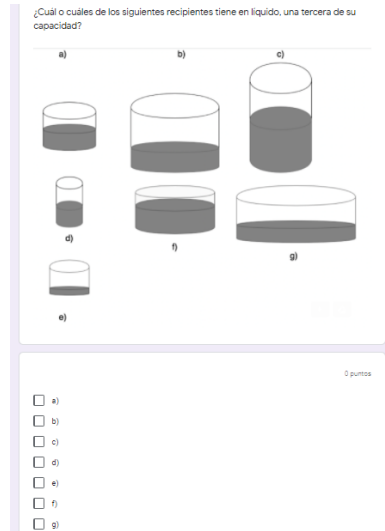 ¿Cuál o cuáles de los siguientes recipientes tiene en líquido, una tercera de su
capacidad?
a)
b)
c)
d)
f)
g)
e)
0 puntos
a)
b)
c)
d)
e)
f)
g)